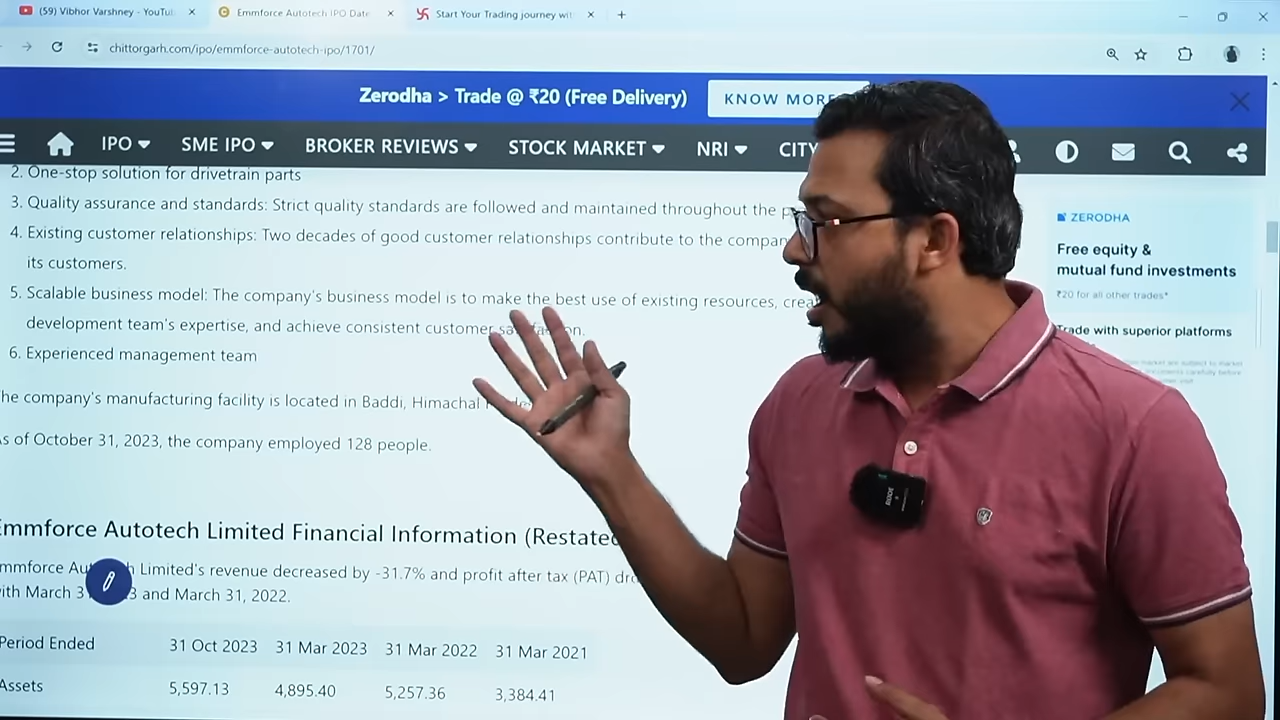 (59) Vibhor Varshney - YouTu
Emmforce Autotech IPO Date
Start Your Trading journey wi
chittorgarh.com/ipo/emmforce-autotech-ipo/1701/
Zerodha > Trade @ ₹20 (Free Delivery)
KNOW MORE
IPO
SME IPO
BROKER REVIEWS
STOCK MARKET
NRI
CITY
2. One-stop solution for drivetrain parts
3. Quality assurance and standards: Strict quality standards are followed and maintained throughout the p
4. Existing customer relationships: Two decades of good customer relationships contribute to the compan
its customers.
5. Scalable business model: The company's business model is to make the best use of existing resources, crea
development team's expertise, and achieve consistent customer
6. Experienced management team
he company's manufacturing facility is located in Baddi, Himachal
s of October 31, 2023, the company employed 128 people.
Emmforce Autotech Limited Financial Information (Restated
mmforce Au h Limited's revenue decreased by -31.7% and profit after tax (PAT) dro
ith March 3 3 and March 31, 2022.
Period Ended 31 Oct 2023 31 Mar 2023 31 Mar 2022 31 Mar 2021
Assets 5,597.13 4,895.40 5,257.36 3,384.41
ZERODHA
Free equity &
mutual fund investments
₹20 for all other trades*
Trade with superior platforms
RODE